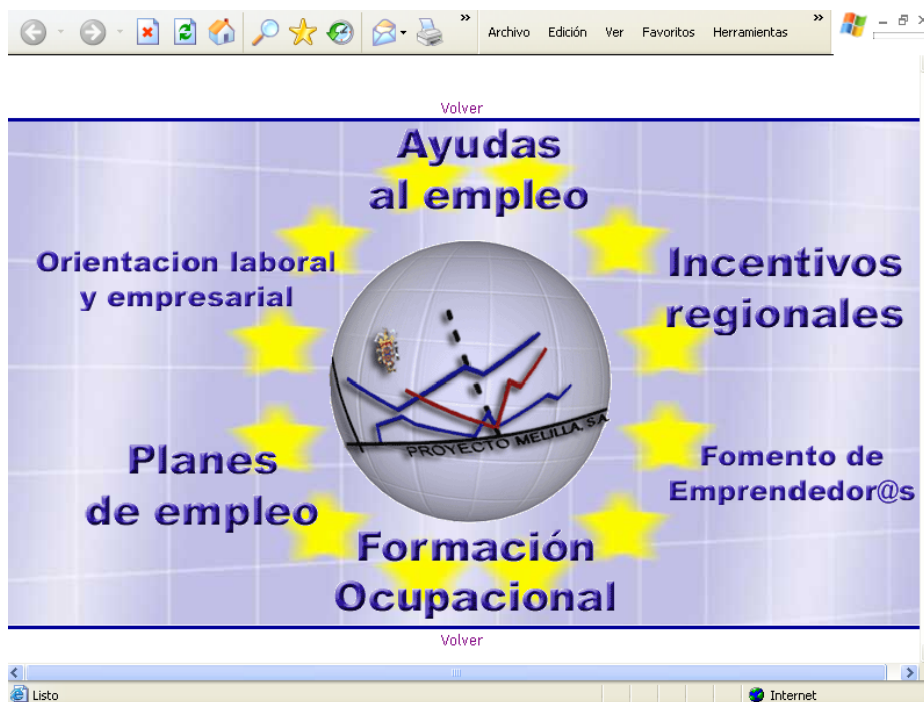 Archivo Edición Ver Favoritos Herramientas
Volver
Ayudas
al empleo
Orientacion laboral
y empresarial
Incentivos
regionales
PROYECTO MELILLA, S.A.
Planes
de empleo
Fomento de
Emprendedor@s
Formación
Ocupacional
Volver
Listo
Internet